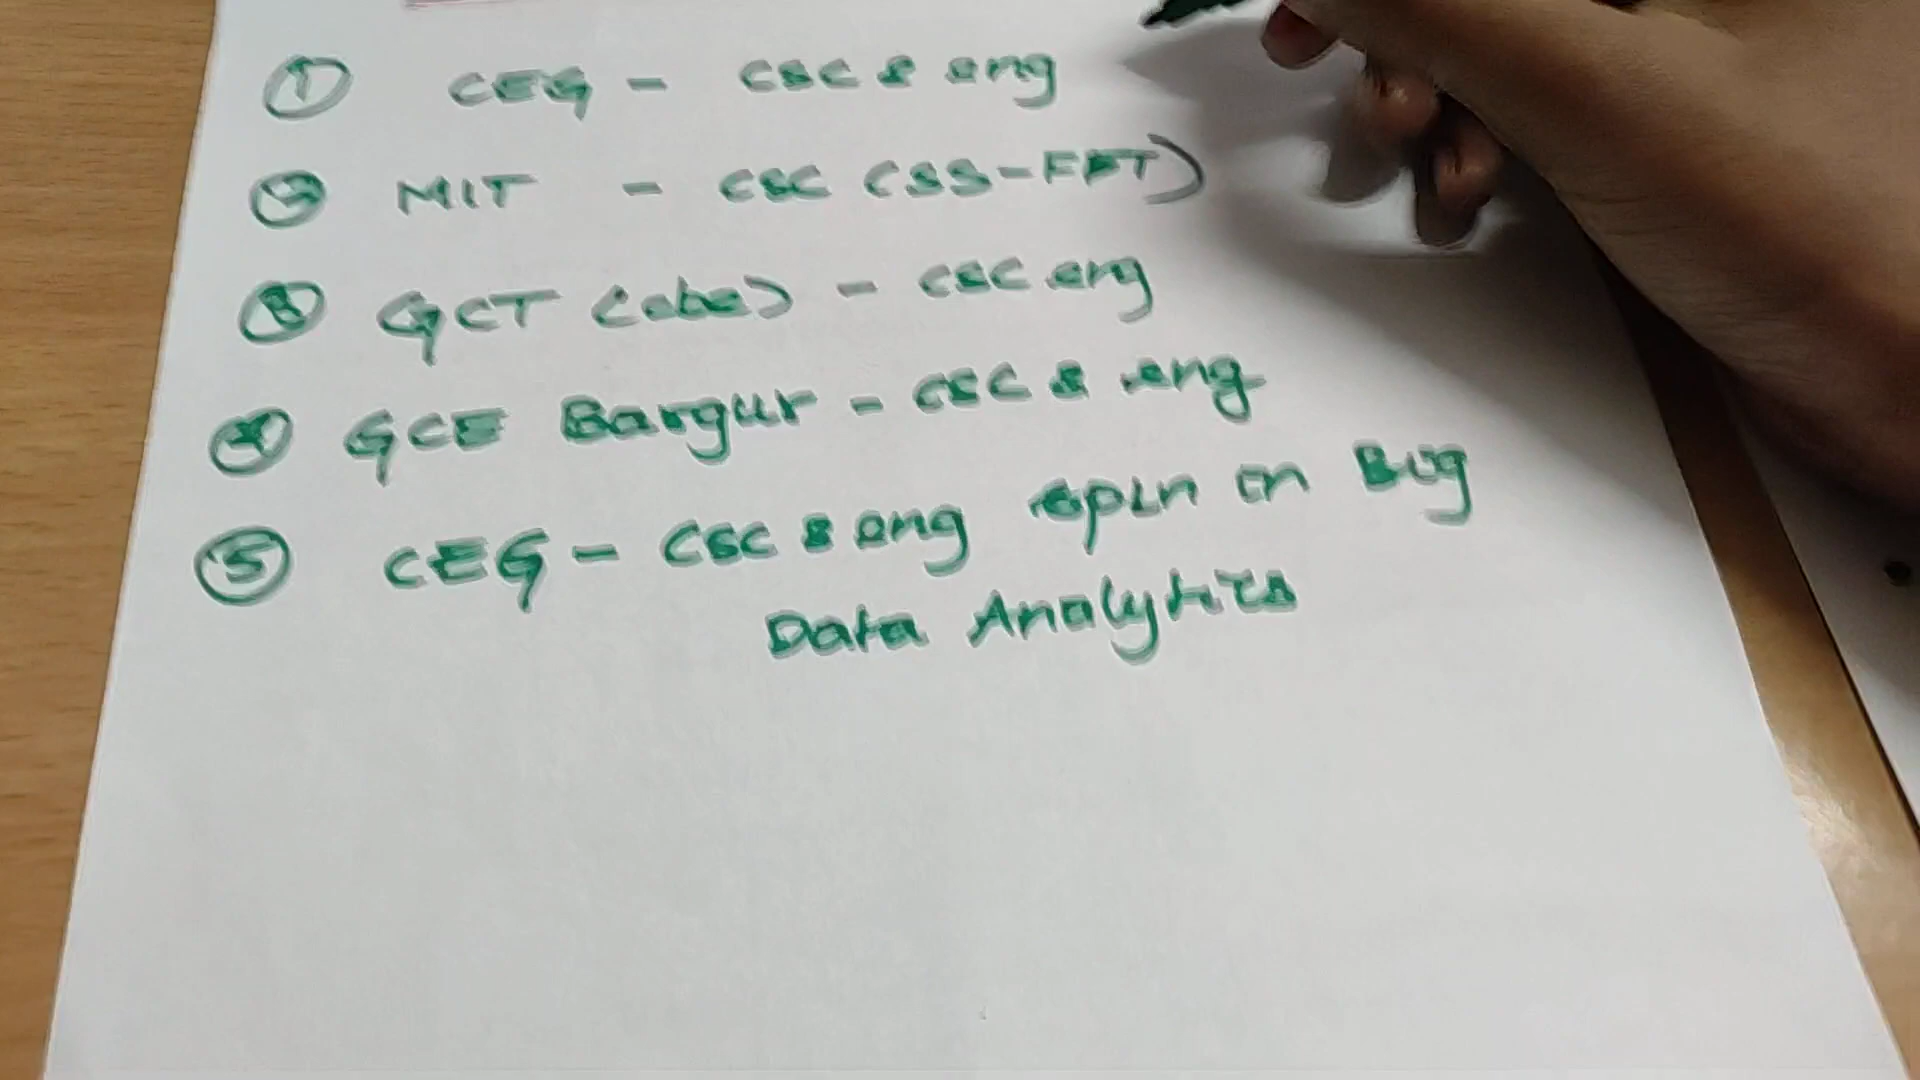 ① CEG - CSC & eng
② MIT - CSC (SS-FPT)
③ GCT (cbe) - CSC eng
④ GCE Bargur - CSC & eng
⑤ CEG - CSC & eng spln in Big
Data Analytics